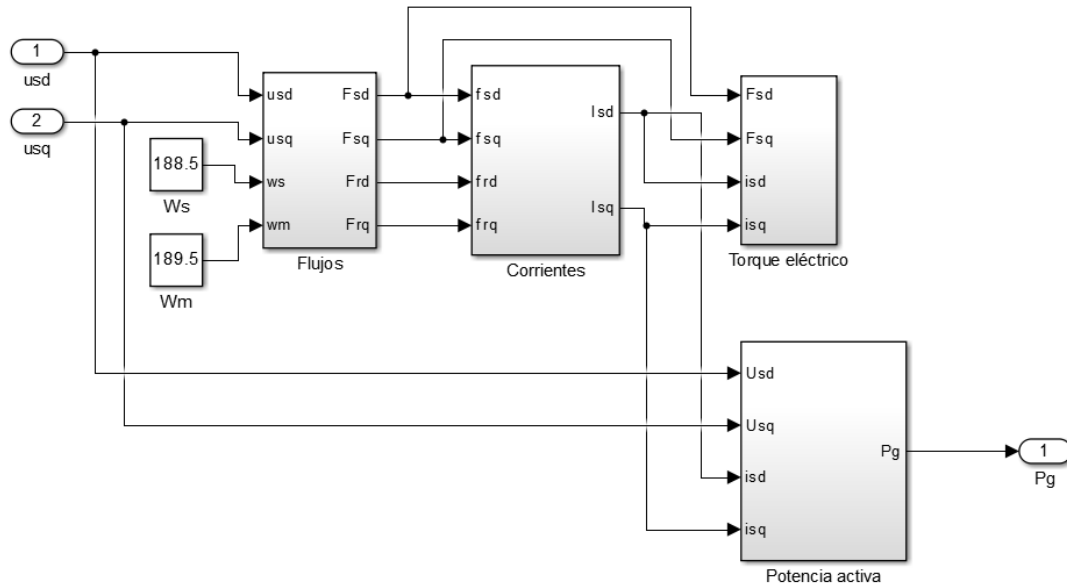 1
usd
2
usq
188.5
Ws
189.5
Wm
usd
usq
ws
wm
Fsd
Fsq
Frd
Frq
Flujos
fsd
fsq
frd
frq
Isd
Isq
Corrientes
Fsd
Fsq
isd
isq
Torque eléctrico
Usd
Usq
isd
isq
Pg
Potencia activa
1
Pg